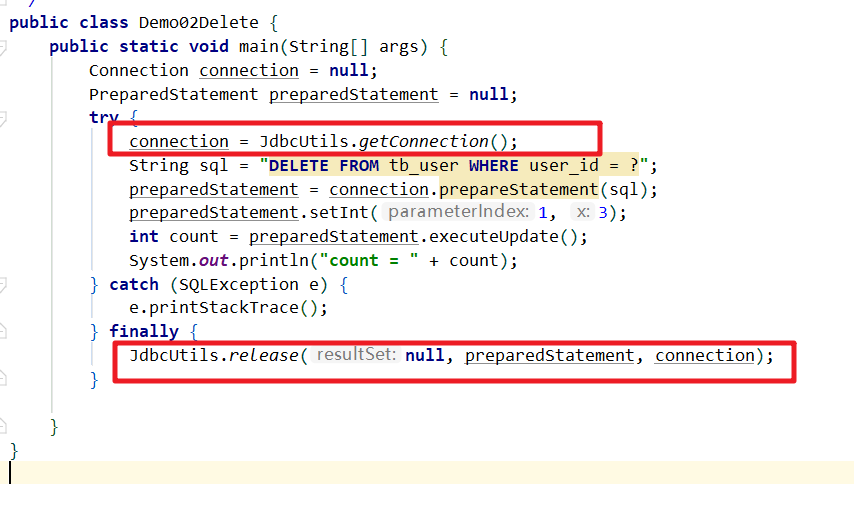 */
public class Demo02Delete {
public static void main(String[] args) {
Connection connection = null;
PreparedStatement preparedStatement = null;
try {
connection = JdbcUtils.getConnection();
String sql = "DELETE FROM tb_user WHERE user_id = ?";
preparedStatement = connection.prepareStatement(sql);
preparedStatement.setInt( parameterIndex: 1, x: 3);
int count = preparedStatement.executeUpdate();
System.out.println("count = " + count);
} catch (SQLException e) {
e.printStackTrace();
} finally {
JdbcUtils.release( resultSet: null, preparedStatement, connection);
}
}
}